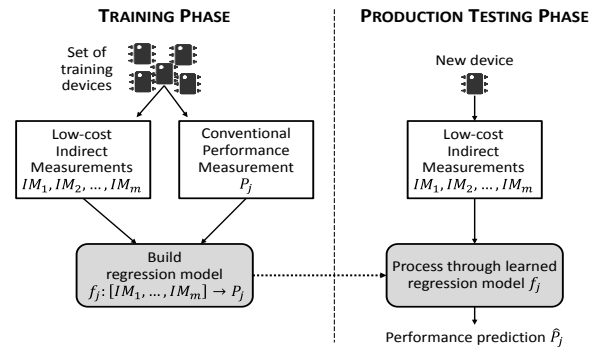 TRAINING PHASE
Set of
training
devices
Low-cost
Indirect
Measurements
IM₁, IM₂, ..., IMₘ
Conventional
Performance
Measurement
Pⱼ
Build
regression model
fⱼ: [IM₁, ..., IMₘ] → Pⱼ
PRODUCTION TESTING PHASE
New device
Low-cost
Indirect
Measurements
IM₁, IM₂, ..., IMₘ
Process through learned
regression model fⱼ
Performance prediction P̂ⱼ